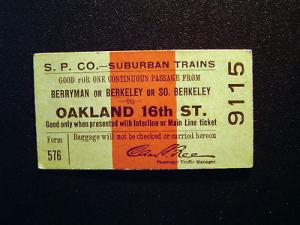 S. P. CO.—SUBURBAN TRAINS
GOOD FOR ONE CONTINUOUS PASSAGE FROM
BERRYMAN OR BERKELEY OR SO. BERKELEY
—TO—
OAKLAND 16th ST.
Good only when presented with Interline or Main Line ticket
Baggage will not be checked or carried hereon
Form
576
Chas. S. Fee
Passenger Traffic Manager
9115